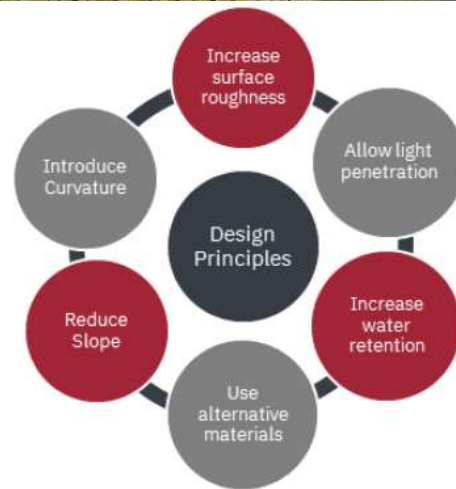 Increase
surface
roughness
Allow light
penetration
Increase
water
retention
Use
alternative
materials
Reduce
Slope
Introduce
Curvature
Design
Principles